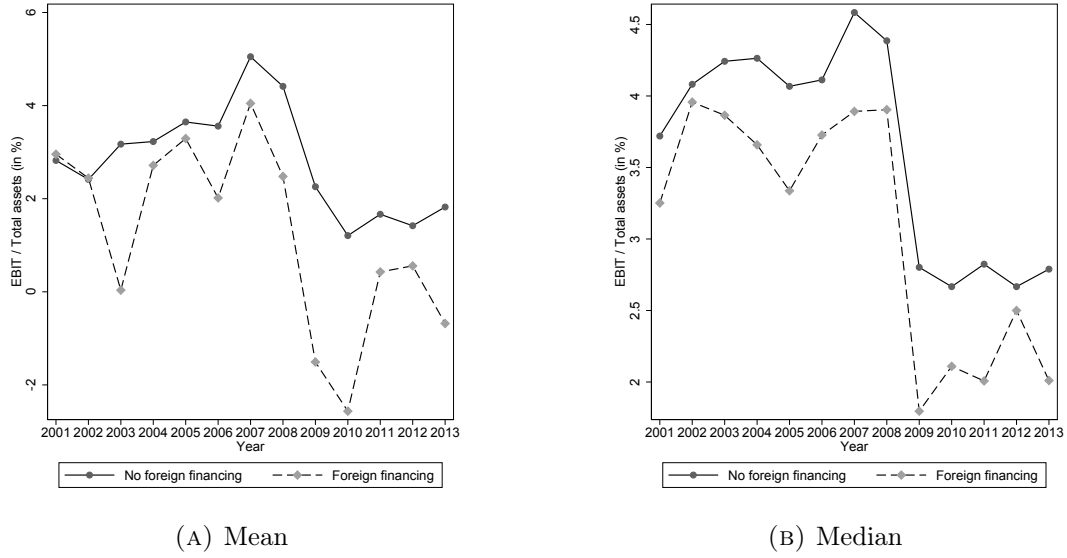 EBIT / Total assets (in %)
6
4
2
0
-2
2001 2002 2003 2004 2005 2006 2007 2008 2009 2010 2011 2012 2013
Year
No foreign financing Foreign financing
(A) Mean
EBIT / Total assets (in %)
4.5
4
3.5
3
2.5
2
2001 2002 2003 2004 2005 2006 2007 2008 2009 2010 2011 2012 2013
Year
No foreign financing Foreign financing
(B) Median